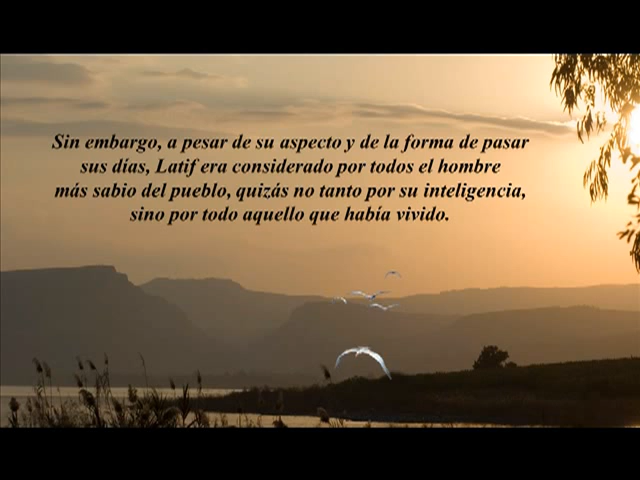 Sin embargo, a pesar de su aspecto y de la forma de pasar
sus días, Latif era considerado por todos el hombre
más sabio del pueblo, quizás no tanto por su inteligencia,
sino por todo aquello que había vivido.